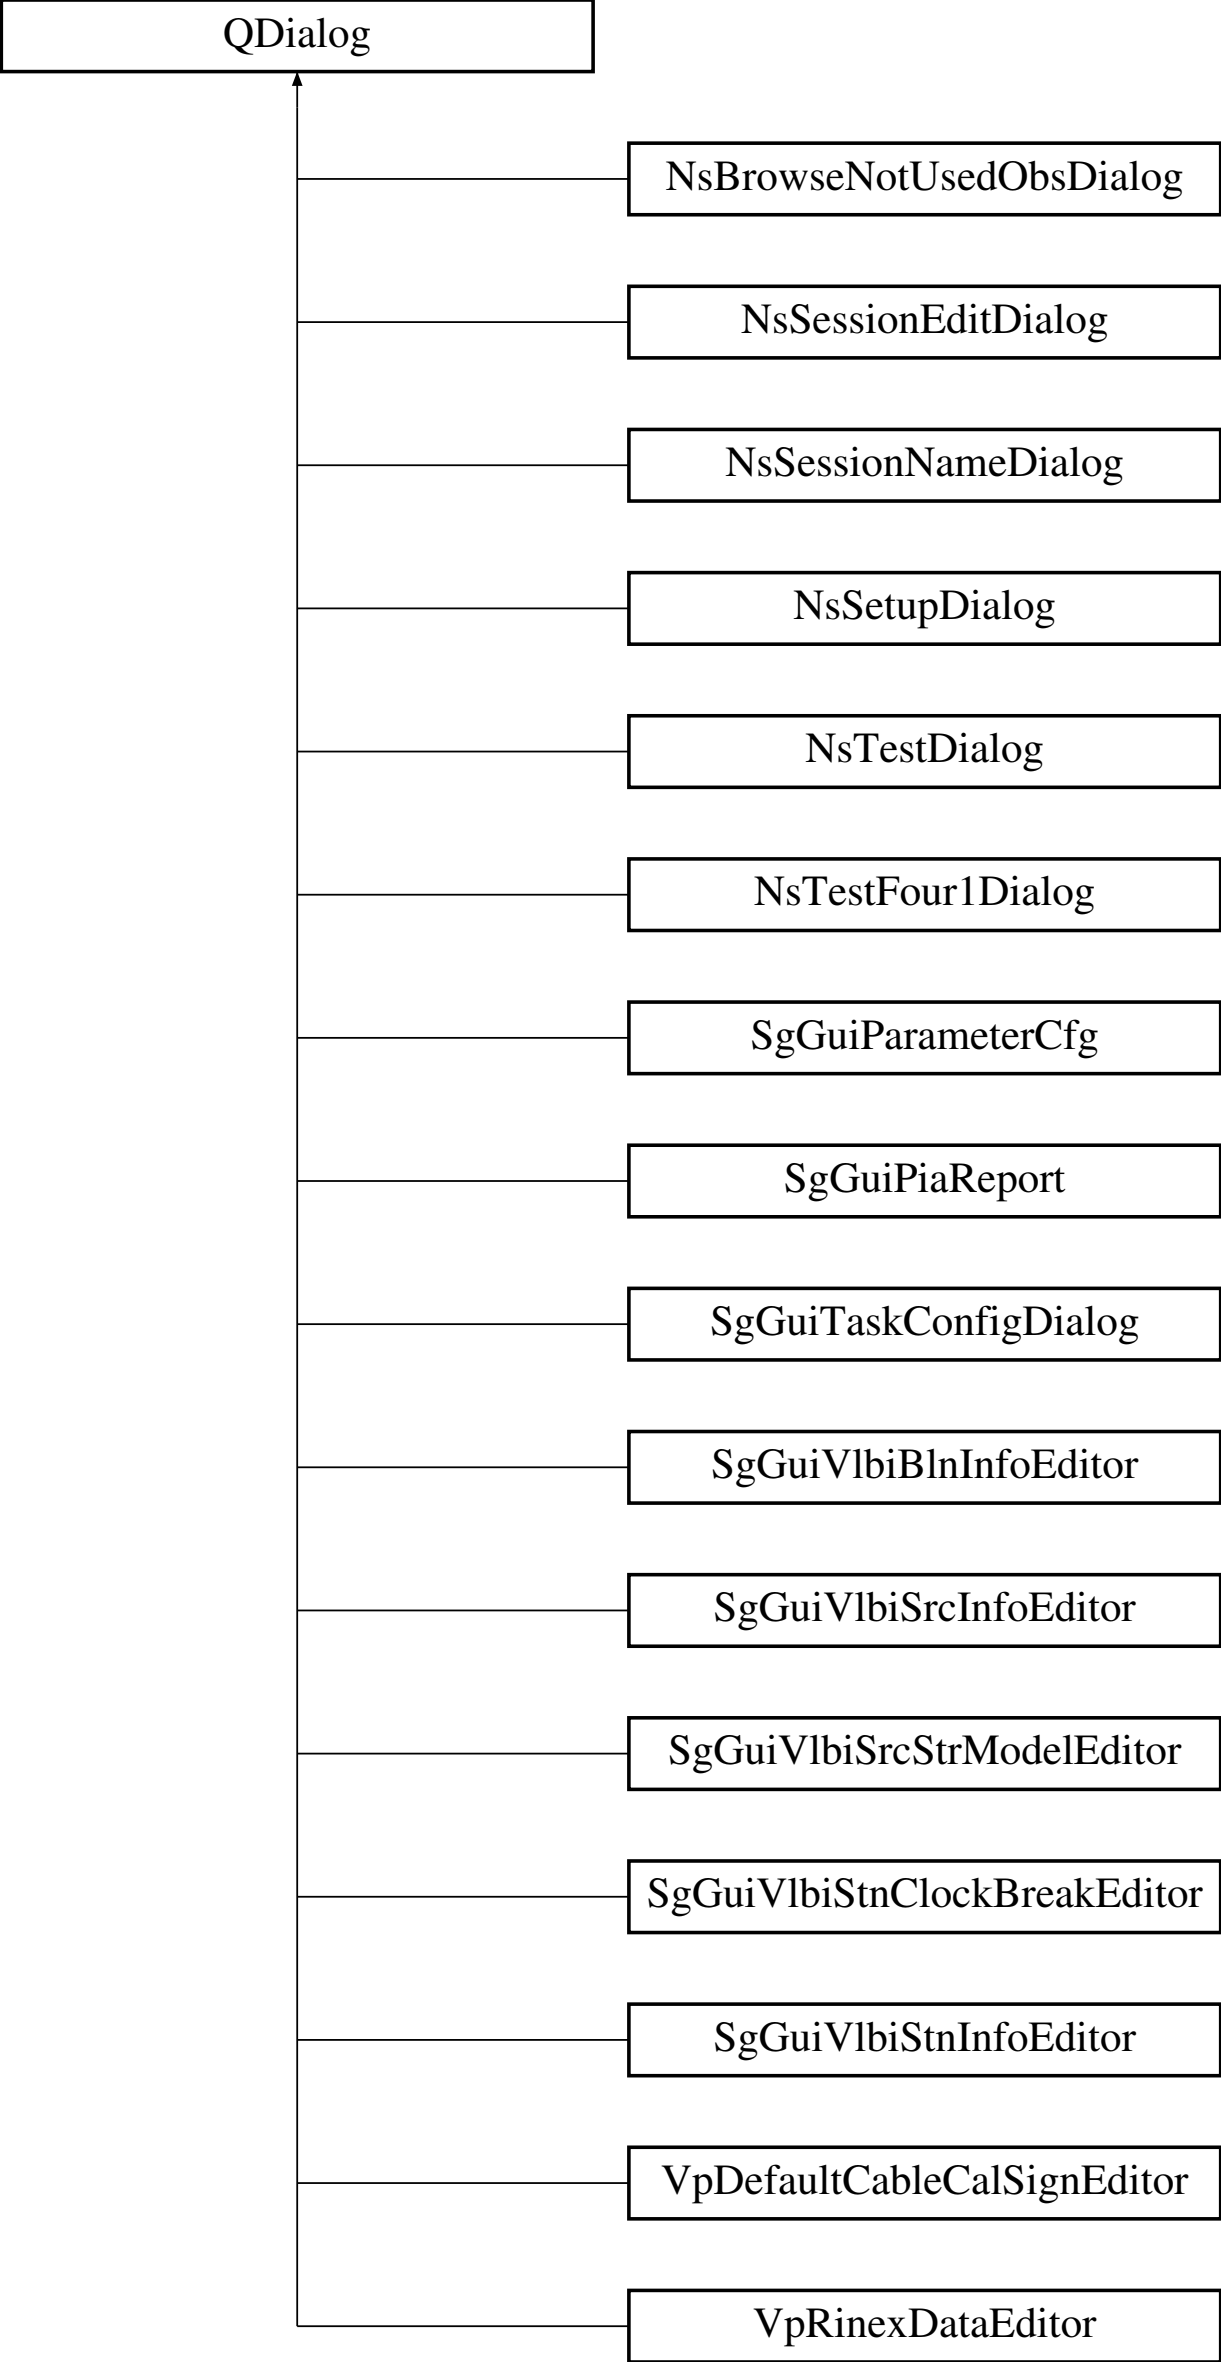 QDialog
NsBrowseNotUsedObsDialog
NsSessionEditDialog
NsSessionNameDialog
NsSetupDialog
NsTestDialog
NsTestFour1Dialog
SgGuiParameterCfg
SgGuiPiaReport
SgGuiTaskConfigDialog
SgGuiVlbiBlnInfoEditor
SgGuiVlbiSrcInfoEditor
SgGuiVlbiSrcStrModelEditor
SgGuiVlbiStnClockBreakEditor
SgGuiVlbiStnInfoEditor
VpDefaultCableCalSignEditor
VpRinexDataEditor